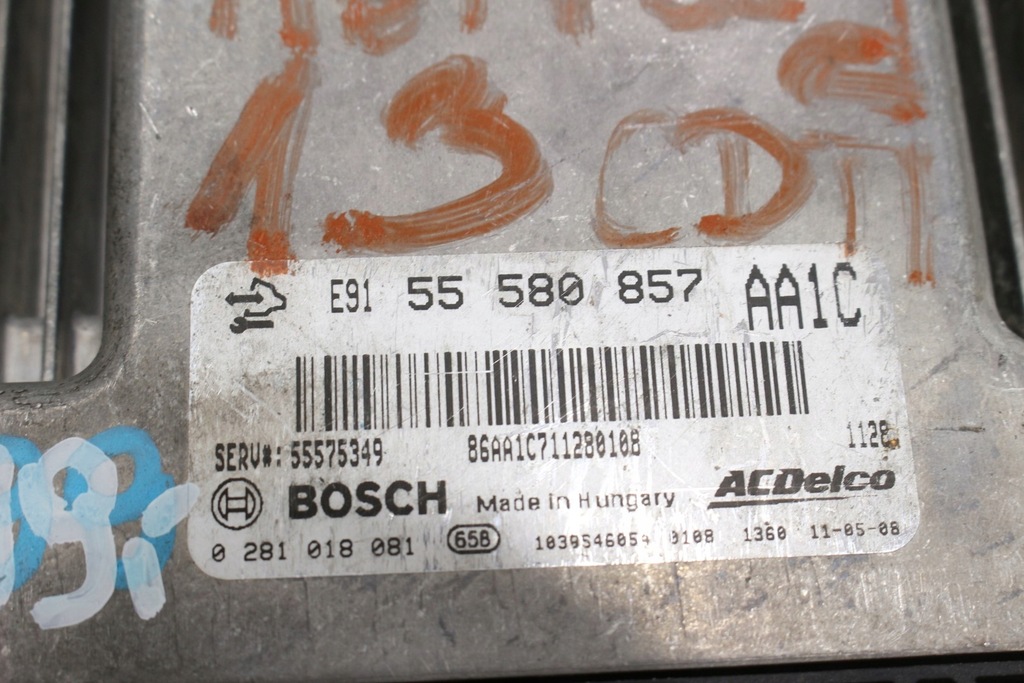 13 CDTI
E91 55 580 857 AA1C
SERV#: 55575349 86AA1C711280108 1128
BOSCH Made in Hungary ACDelco
0 281 018 081 658 1039546054 0108 1360 11-05-08